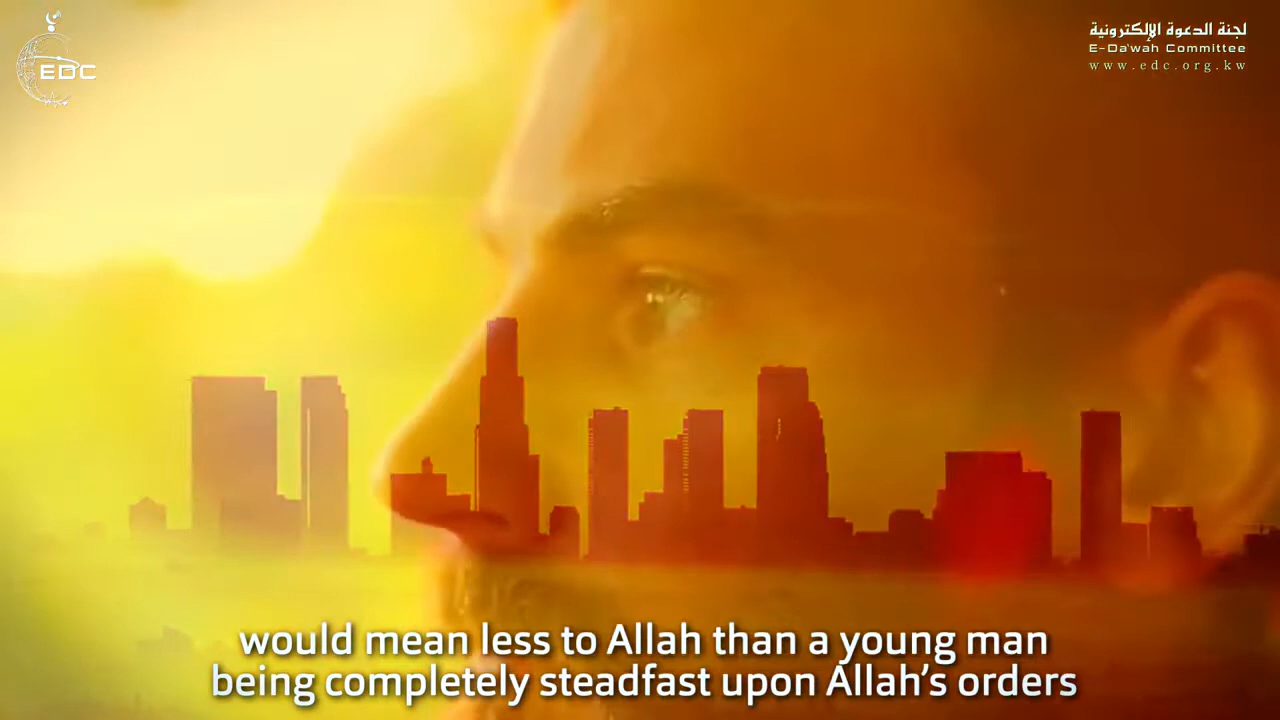 EDC
لجنة الدعوة الإلكترونية
E-Da'wah Committee
www.edc.org.kw
would mean less to Allah than a young man
being completely steadfast upon Allah's orders